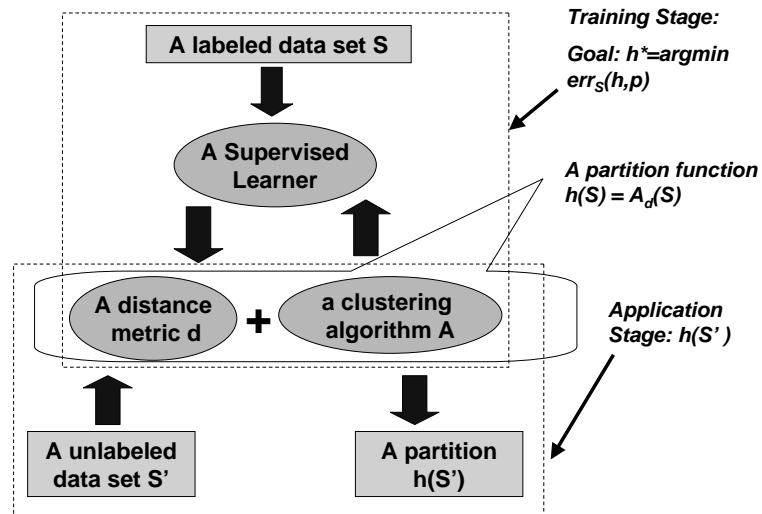 A labeled data set S
Training Stage:
Goal: h*=argmin
errS(h,p)
A Supervised
Learner
A partition function
h(S) = Ad(S)
A distance
metric d
+
a clustering
algorithm A
Application
Stage: h(S' )
A unlabeled
data set S'
A partition
h(S')